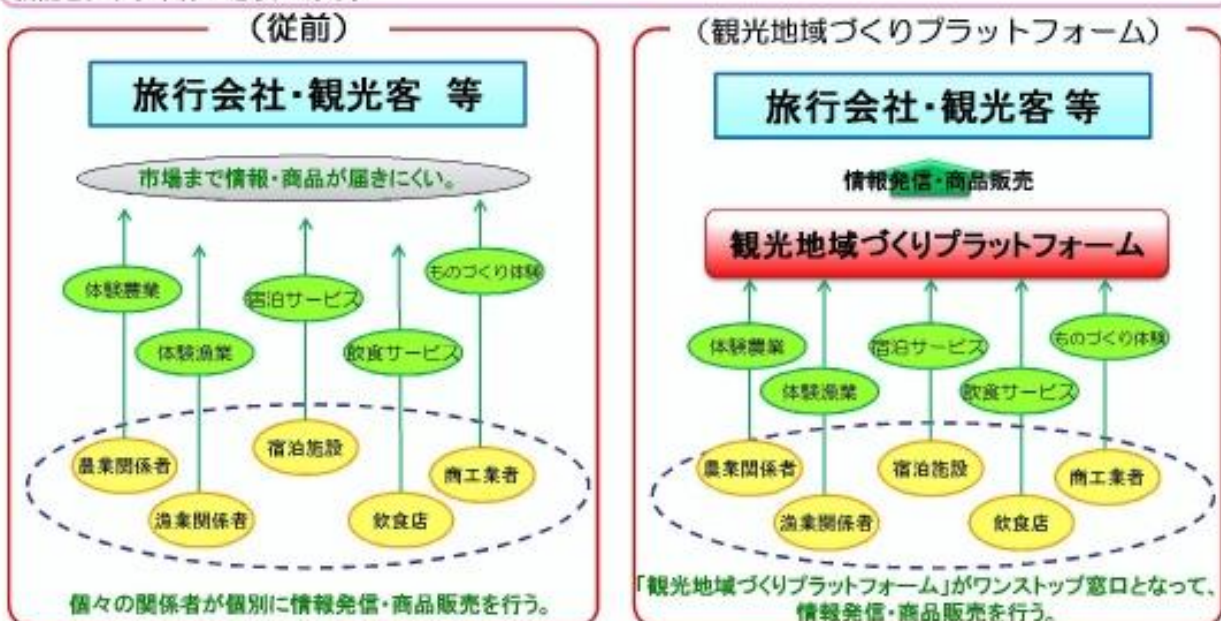 （従前）
旅行会社・観光客 等
市場まで情報・商品が届きにくい。
体験農業
体験漁業
宿泊サービス
飲食サービス
ものづくり体験
農業関係者
漁業関係者
宿泊施設
飲食店
商工業者
個々の関係者が個別に情報発信・商品販売を行う。
（観光地域づくりプラットフォーム）
旅行会社・観光客 等
情報発信・商品販売
観光地域づくりプラットフォーム
体験農業
体験漁業
宿泊サービス
飲食サービス
ものづくり体験
農業関係者
漁業関係者
宿泊施設
飲食店
商工業者
「観光地域づくりプラットフォーム」がワンストップ窓口となって、
情報発信・商品販売を行う。